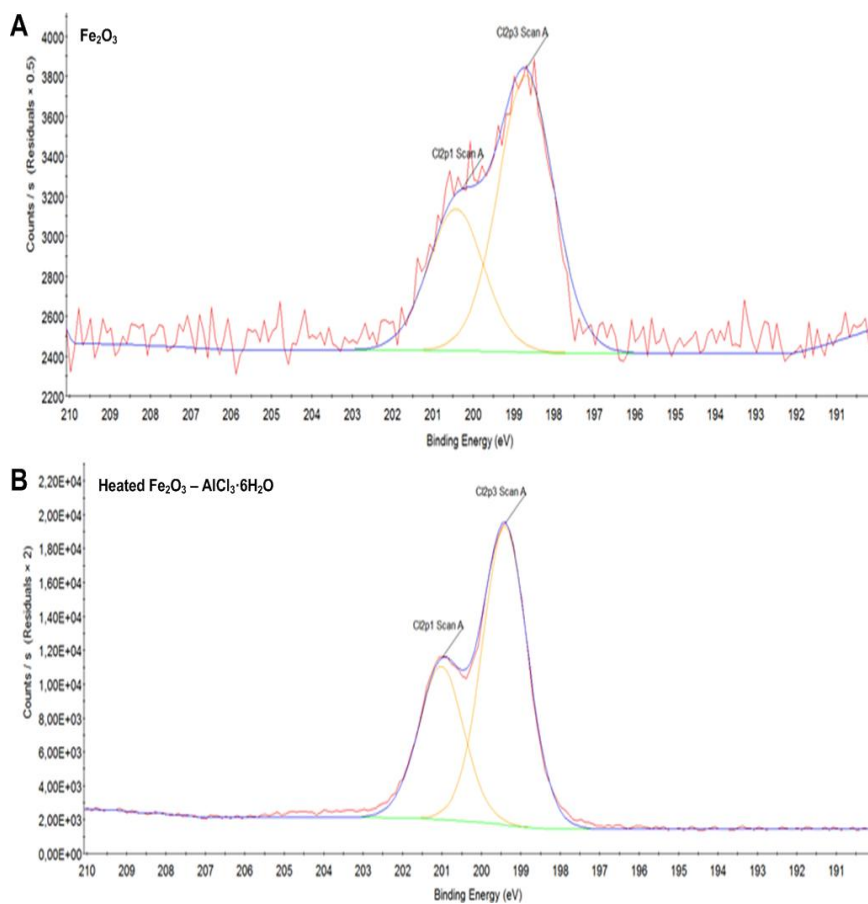 A
Fe₂O₃
Counts / s (Residuals × 0.5)
4000
3800
3600
3400
3200
3000
2800
2600
2400
2200
Cl2p3 Scan A
Cl2p1 Scan A
210 209 208 207 206 205 204 203 202 201 200 199 198 197 196 195 194 193 192 191
Binding Energy (eV)
B
Heated Fe₂O₃ – AlCl₃·6H₂O
Counts / s (Residuals × 2)
2,20E+04
2,00E+04
1,80E+04
1,60E+04
1,40E+04
1,20E+04
1,00E+04
8,00E+03
6,00E+03
4,00E+03
2,00E+03
0,00E+00
Cl2p3 Scan A
Cl2p1 Scan A
210 209 208 207 206 205 204 203 202 201 200 199 198 197 196 195 194 193 192 191
Binding Energy (eV)